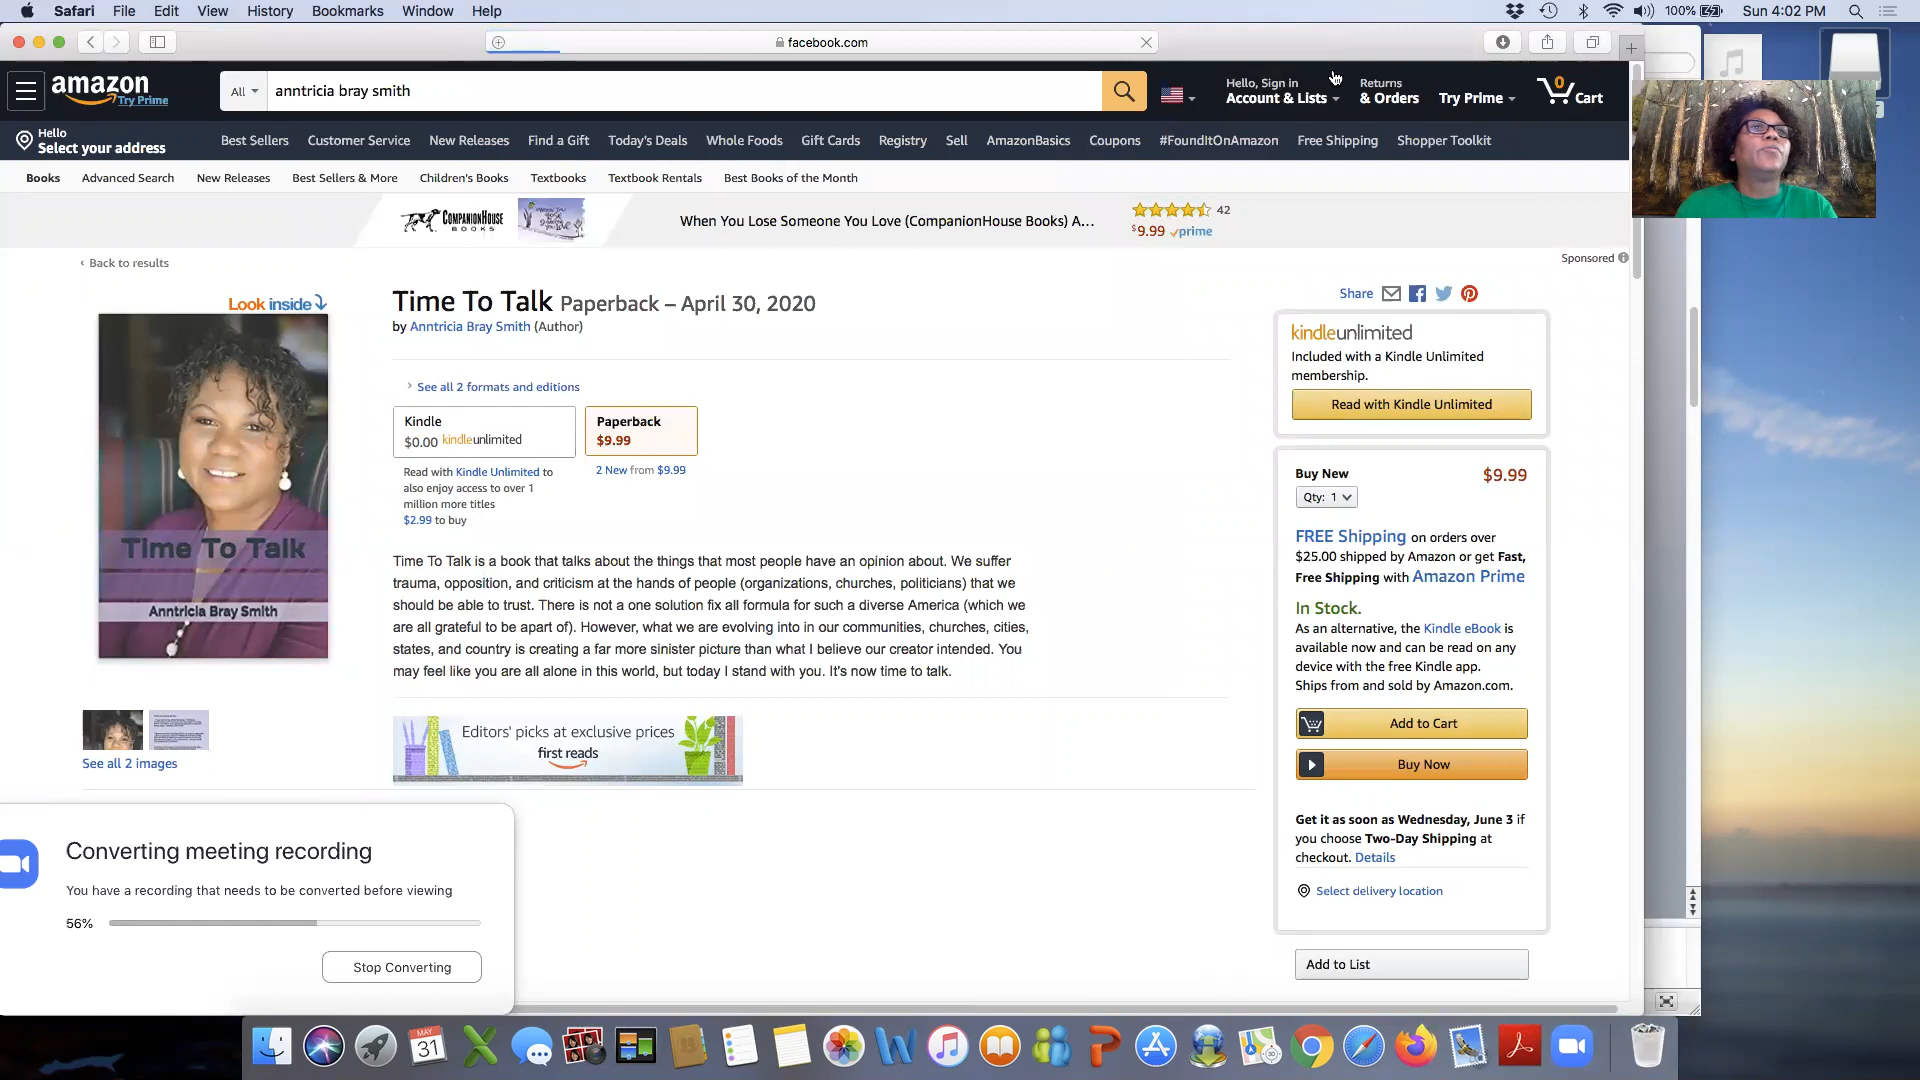 Safari File Edit View History Bookmarks Window Help
100% Sun 4:02 PM
facebook.com
amazon
Try Prime
All
anntricia bray smith
Hello, Sign in
Account & Lists
Returns
& Orders
Try Prime
0
Cart
Hello
Select your address
Best Sellers Customer Service New Releases Find a Gift Today's Deals Whole Foods Gift Cards Registry Sell AmazonBasics Coupons #FoundItOnAmazon Free Shipping Shopper Toolkit
Books Advanced Search New Releases Best Sellers & More Children's Books Textbooks Textbook Rentals Best Books of the Month
COMPANIONHOUSE
BOOKS
When You Lose Someone You Love (CompanionHouse Books) A...
42
$9.99 prime
Sponsored
‹ Back to results
Look inside
Time To Talk
Anntricia Bray Smith
See all 2 images
Time To Talk Paperback – April 30, 2020
by Anntricia Bray Smith (Author)
› See all 2 formats and editions
Kindle
$0.00 kindleunlimited
Read with Kindle Unlimited to
also enjoy access to over 1
million more titles
$2.99 to buy
Paperback
$9.99
2 New from $9.99
Time To Talk is a book that talks about the things that most people have an opinion about. We suffer
trauma, opposition, and criticism at the hands of people (organizations, churches, politicians) that we
should be able to trust. There is not a one solution fix all formula for such a diverse America (which we
are all grateful to be apart of). However, what we are evolving into in our communities, churches, cities,
states, and country is creating a far more sinister picture than what I believe our creator intended. You
may feel like you are all alone in this world, but today I stand with you. It's now time to talk.
Editors' picks at exclusive prices
first reads
Share
kindleunlimited
Included with a Kindle Unlimited
membership.
Read with Kindle Unlimited
Buy New $9.99
Qty: 1
FREE Shipping on orders over
$25.00 shipped by Amazon or get Fast,
Free Shipping with Amazon Prime
In Stock.
As an alternative, the Kindle eBook is
available now and can be read on any
device with the free Kindle app.
Ships from and sold by Amazon.com.
Add to Cart
Buy Now
Get it as soon as Wednesday, June 3 if
you choose Two-Day Shipping at
checkout. Details
Select delivery location
Add to List
Converting meeting recording
You have a recording that needs to be converted before viewing
56%
Stop Converting
MAY
31